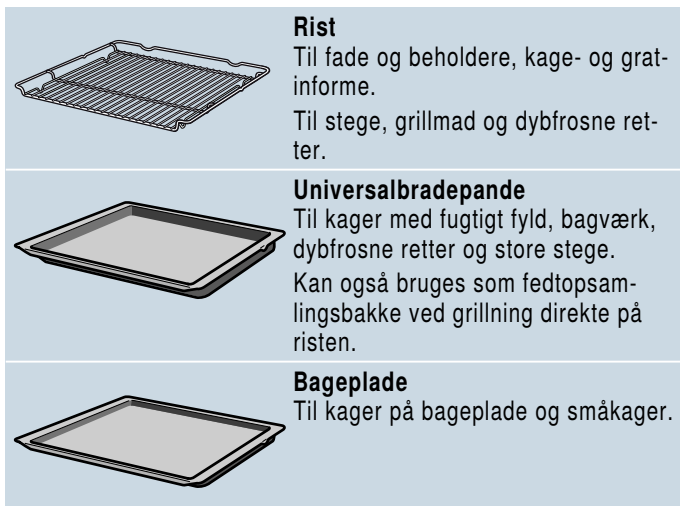 Rist
Til fade og beholdere, kage- og grat-
informe.
Til stege, grillmad og dybfrosne ret-
ter.
Universalbradepande
Til kager med fugtigt fyld, bagværk,
dybfrosne retter og store stege.
Kan også bruges som fedtopsam-
lingsbakke ved grillning direkte på
risten.
Bageplade
Til kager på bageplade og småkager.